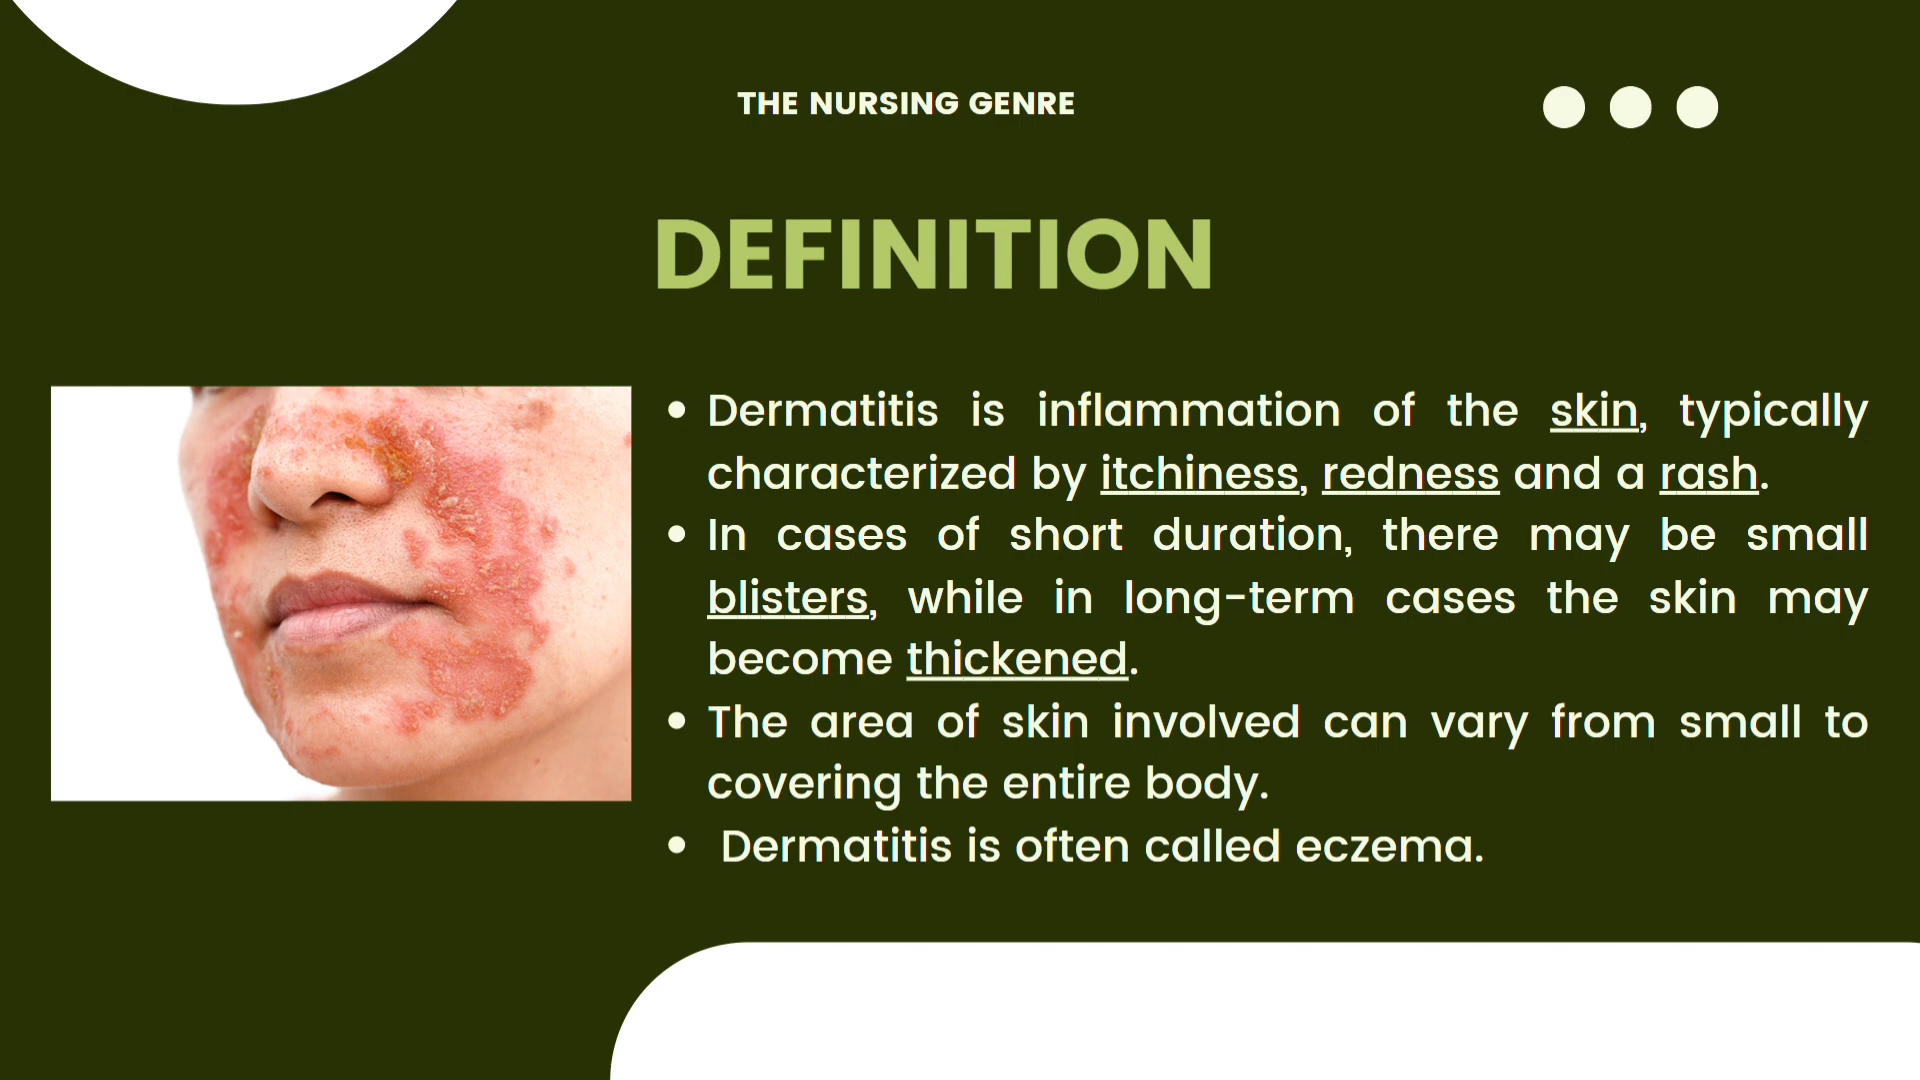 THE NURSING GENRE
DEFINITION
• Dermatitis is inflammation of the skin, typically
characterized by itchiness, redness and a rash.
• In cases of short duration, there may be small
blisters, while in long-term cases the skin may
become thickened.
• The area of skin involved can vary from small to
covering the entire body.
• Dermatitis is often called eczema.